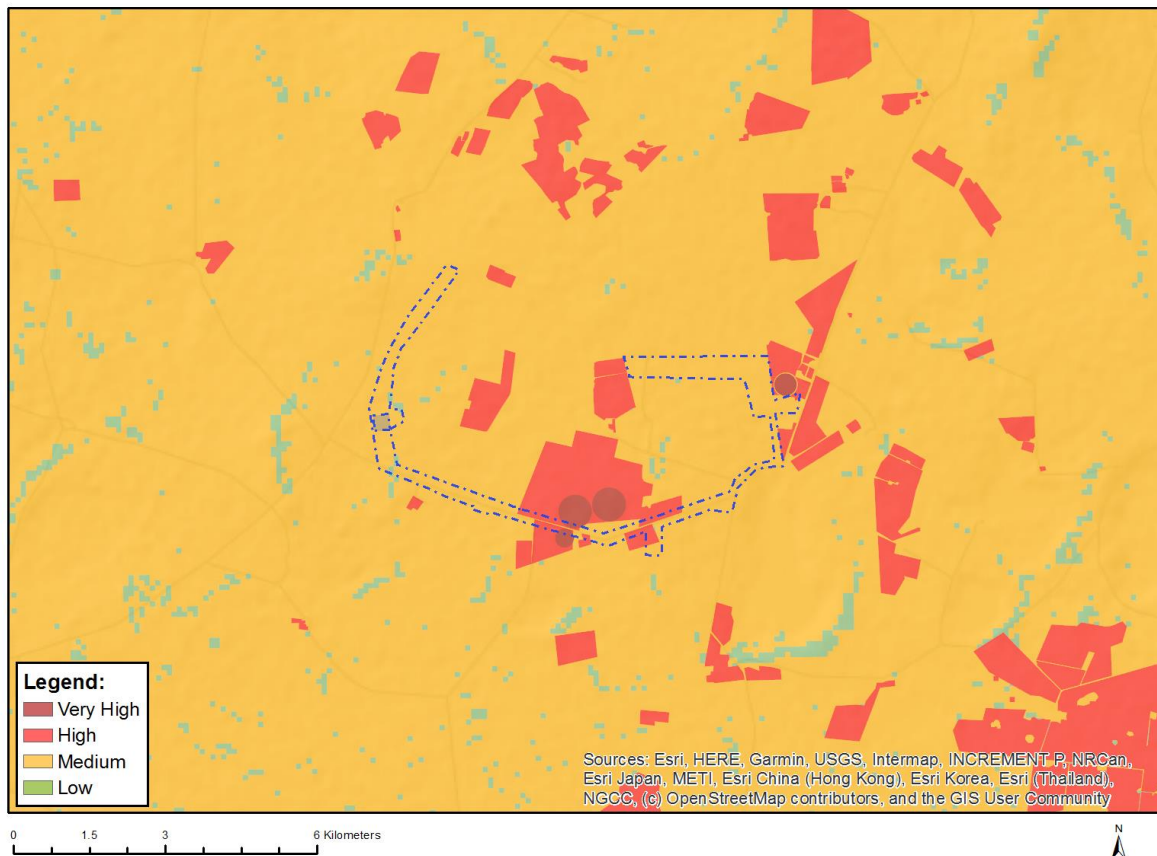 Legend:
Very High
High
Medium
Low
Sources: Esri, HERE, Garmin, USGS, Intermap, INCREMENT P, NRCan,
Esri Japan, METI, Esri China (Hong Kong), Esri Korea, Esri (Thailand),
NGCC, (c) OpenStreetMap contributors, and the GIS User Community
0 1.5 3 6 Kilometers
N